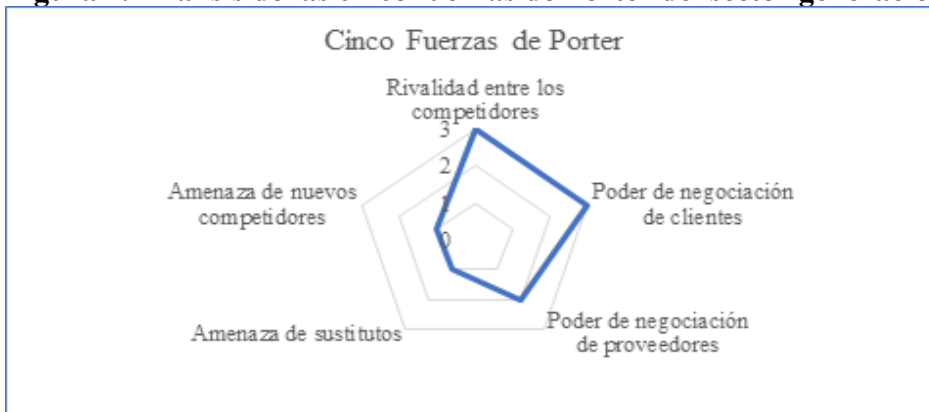 Cinco Fuerzas de Porter
Rivalidad entre los
competidores
3
2
1
0
Amenaza de nuevos
competidores
Poder de negociación
de clientes
Amenaza de sustitutos
Poder de negociación
de proveedores